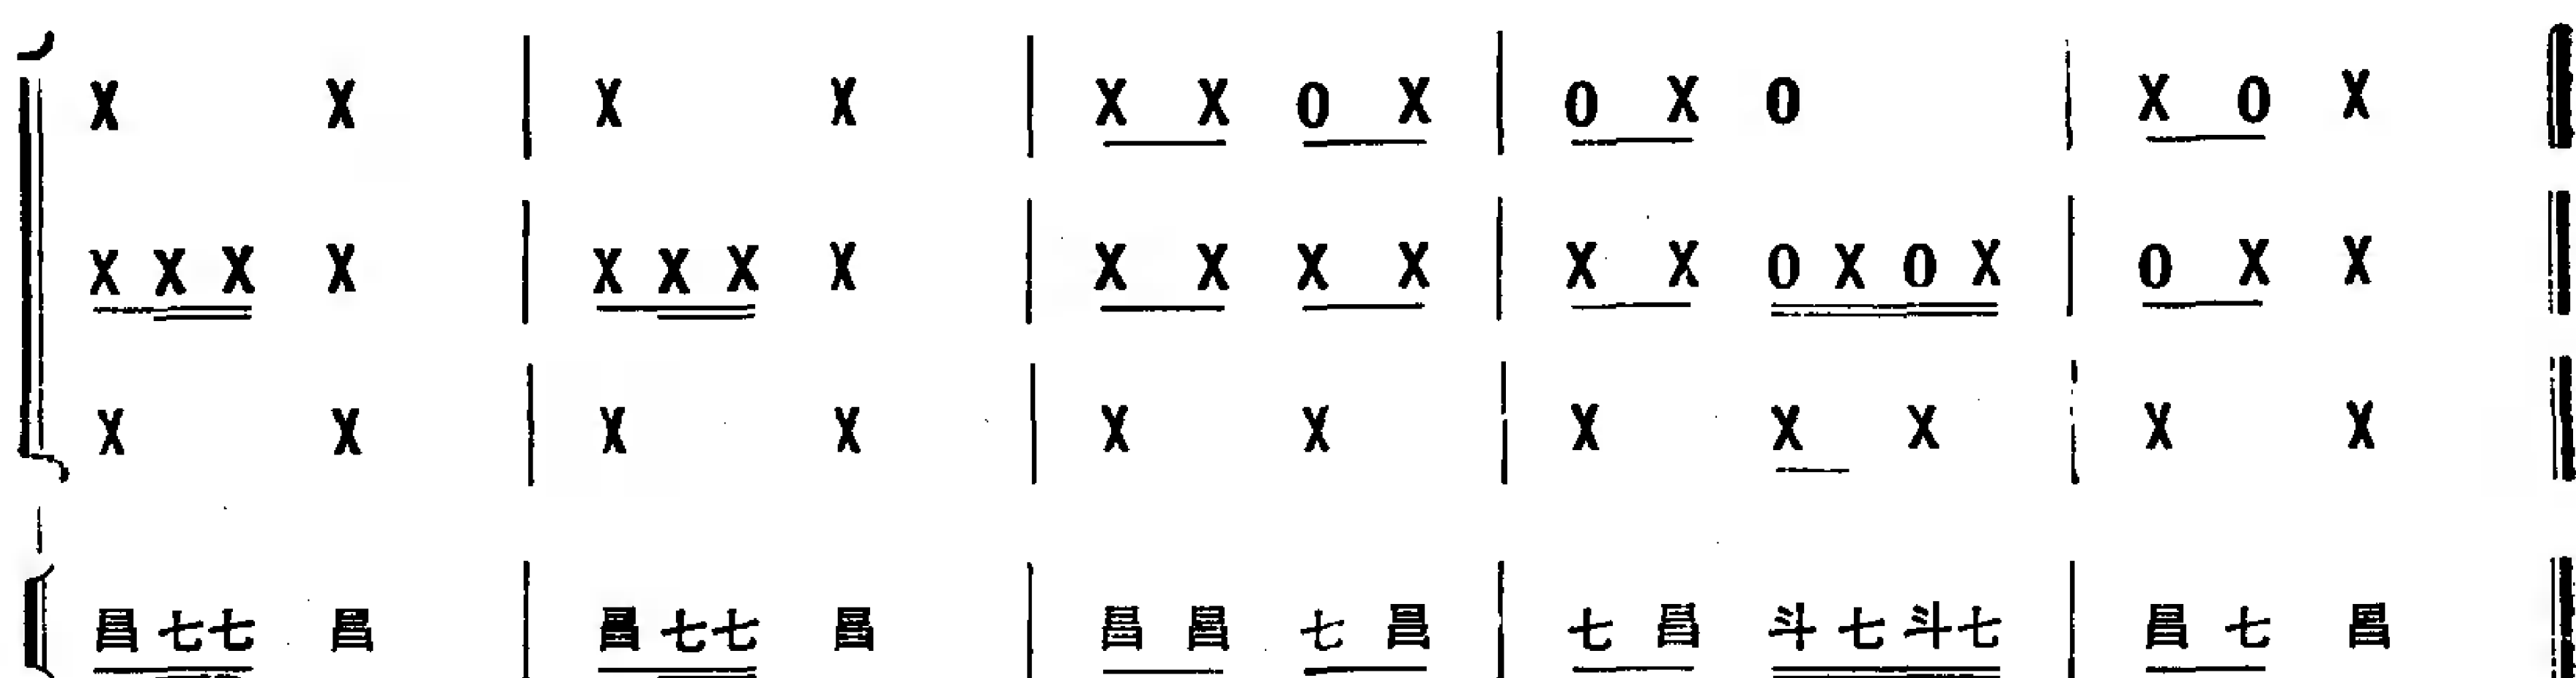 X X | X X | X X 0 X | 0 X 0 | X 0 X
X X X X | X X X X | X X X X | X X 0 X 0 X | 0 X X
X X | X X | X X | X X X | X X
昌 七 七 昌 | 昌 七 七 昌 | 昌 昌 七 昌 | 七 昌 斗 七 斗 七 | 昌 七 昌